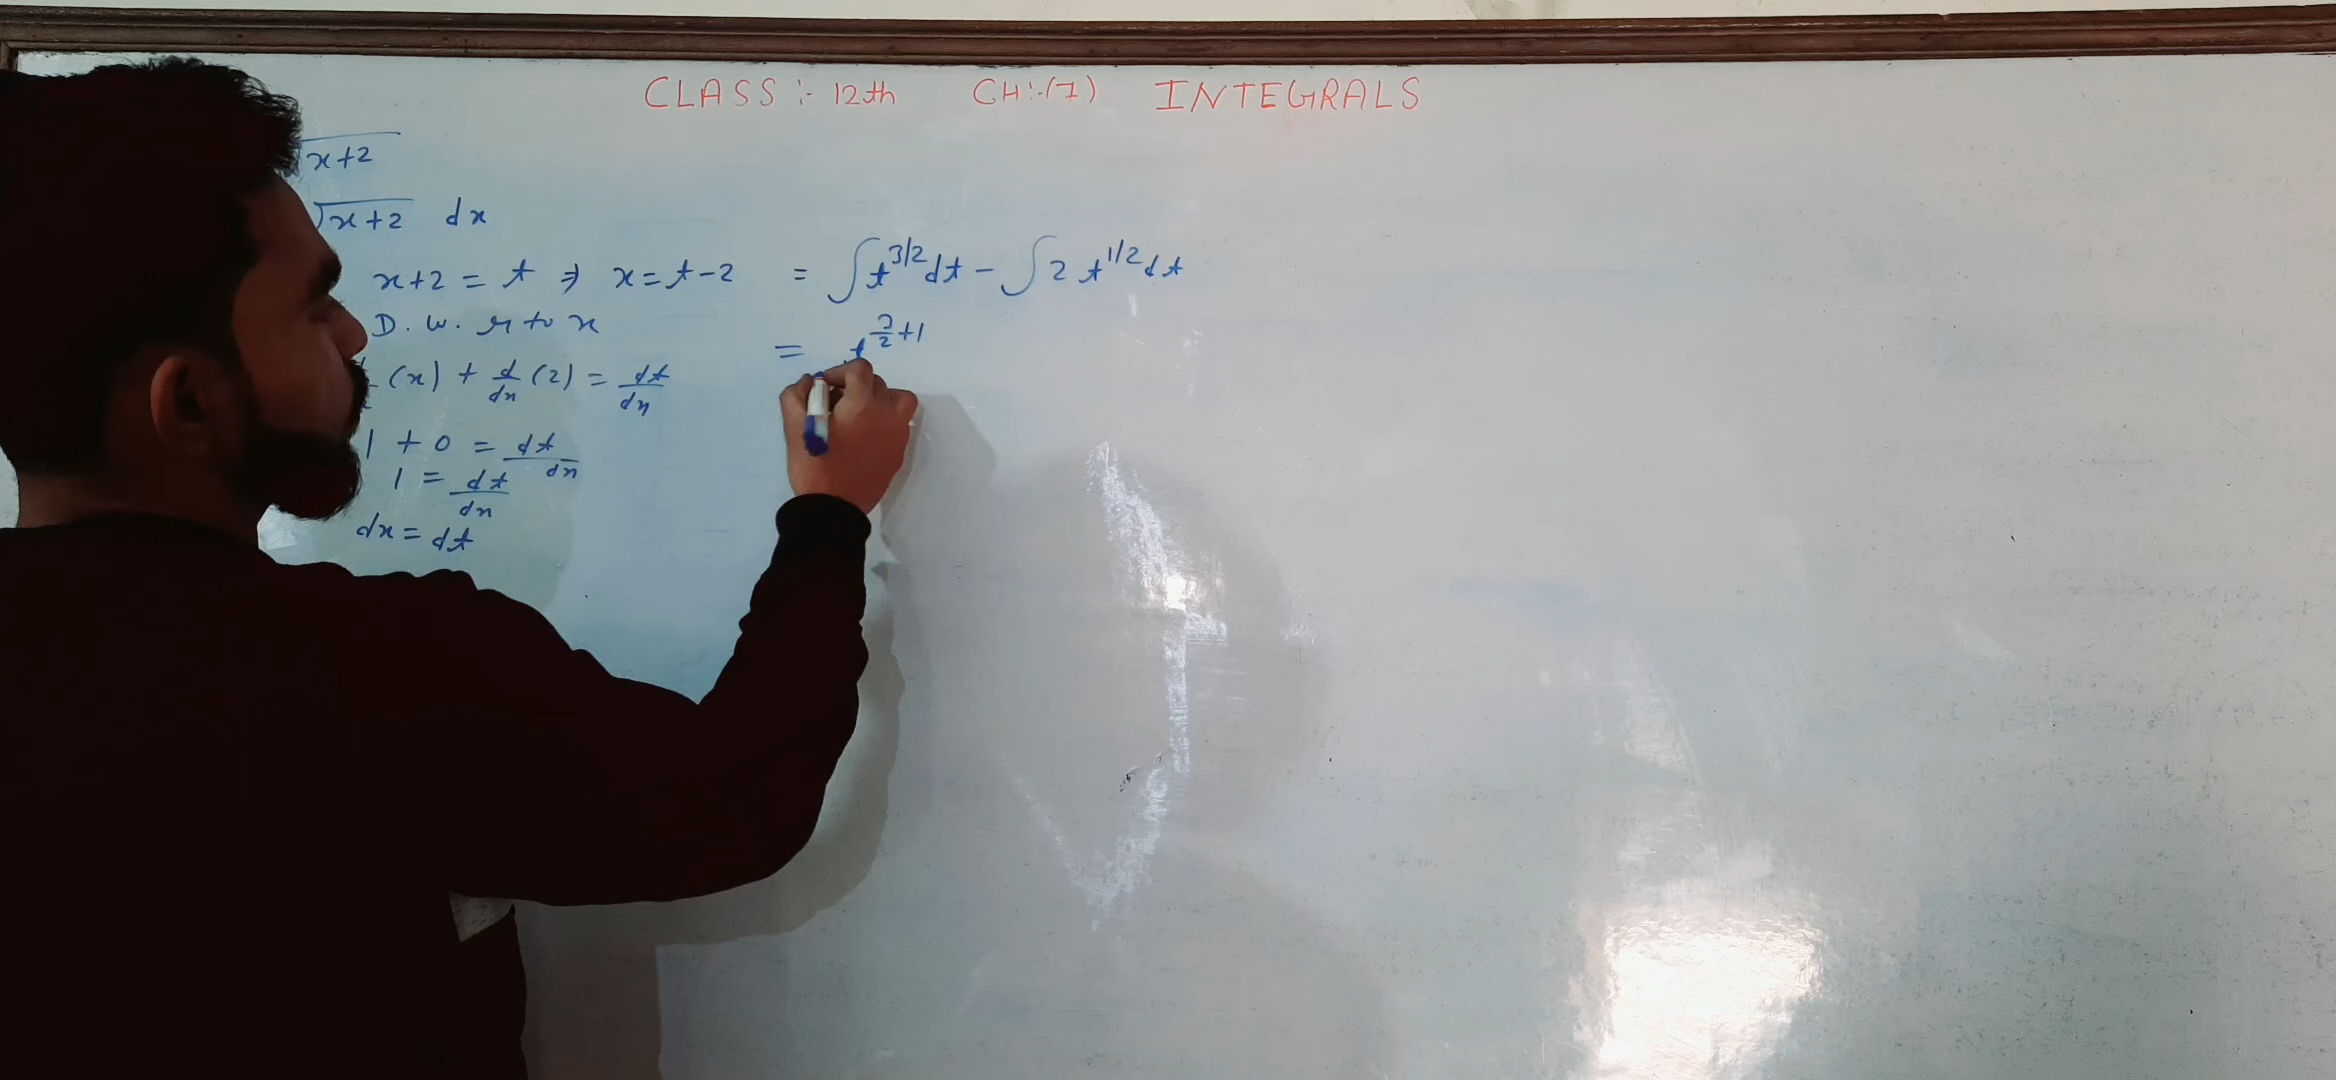 CLASS :- 12th CH:-(7) INTEGRALS
√x+2
√x+2 dx
x+2 = t ⇒ x = t-2
D. w. r to x
(x) + d/dx (2) = dt/dx
1 + 0 = dt/dx
1 = dt/dx
dx = dt
= ∫ t^3/2 dt - ∫ 2 t^1/2 dt
= t^3/2+1